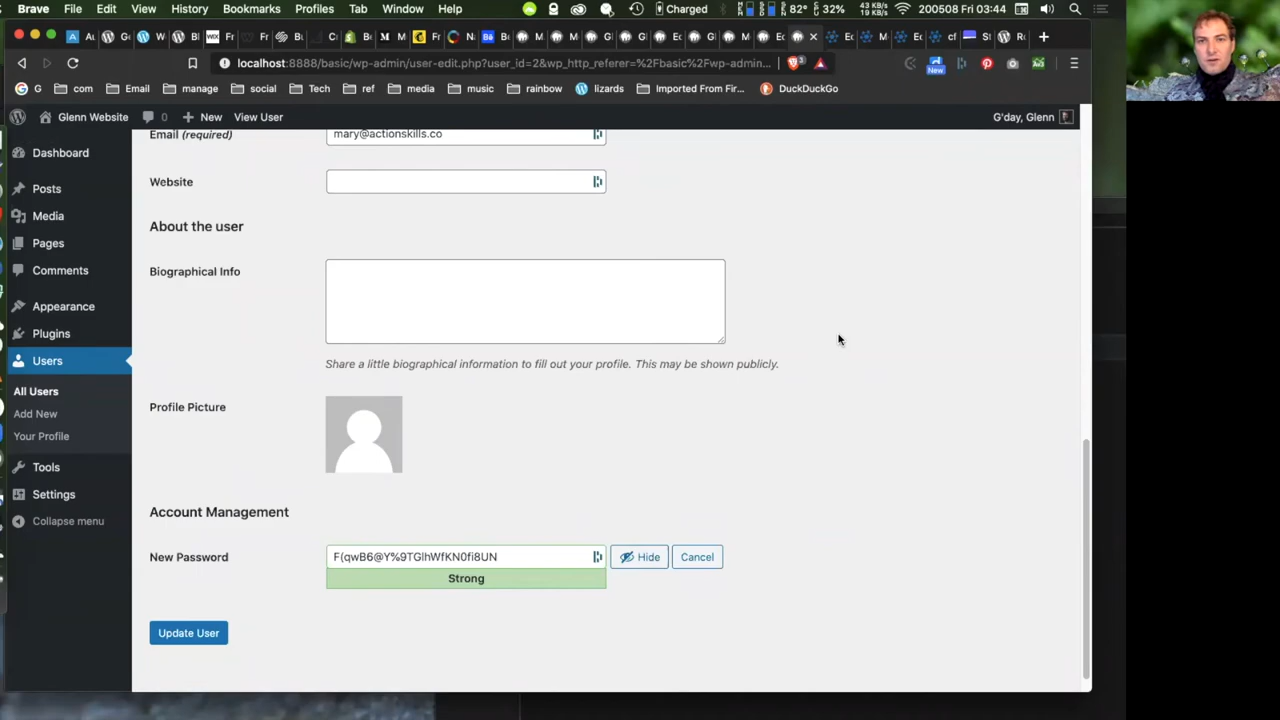 Brave File Edit View History Bookmarks Profiles Tab Window Help Charged 82° 32% 43 KB 19 KB 200508 Fri 03:44
localhost:8888/basic/wp-admin/user-edit.php?user_id=2&wp_http_referer=%2Fbasic%2Fwp-admin... New
G com Email manage social Tech ref media music rainbow lizards Imported From Fir... DuckDuckGo
Glenn Website 0 New View User G'day, Glenn
Email (required) mary@actionskills.co
Dashboard
Website
Posts
Media
About the user
Pages
Comments
Biographical Info
Appearance
Plugins
Users
Share a little biographical information to fill out your profile. This may be shown publicly.
All Users
Add New
Profile Picture
Your Profile
Tools
Settings
Account Management
Collapse menu
New Password F(qwB6@Y%9TGlhWfKN0fi8UN Hide Cancel
Strong
Update User